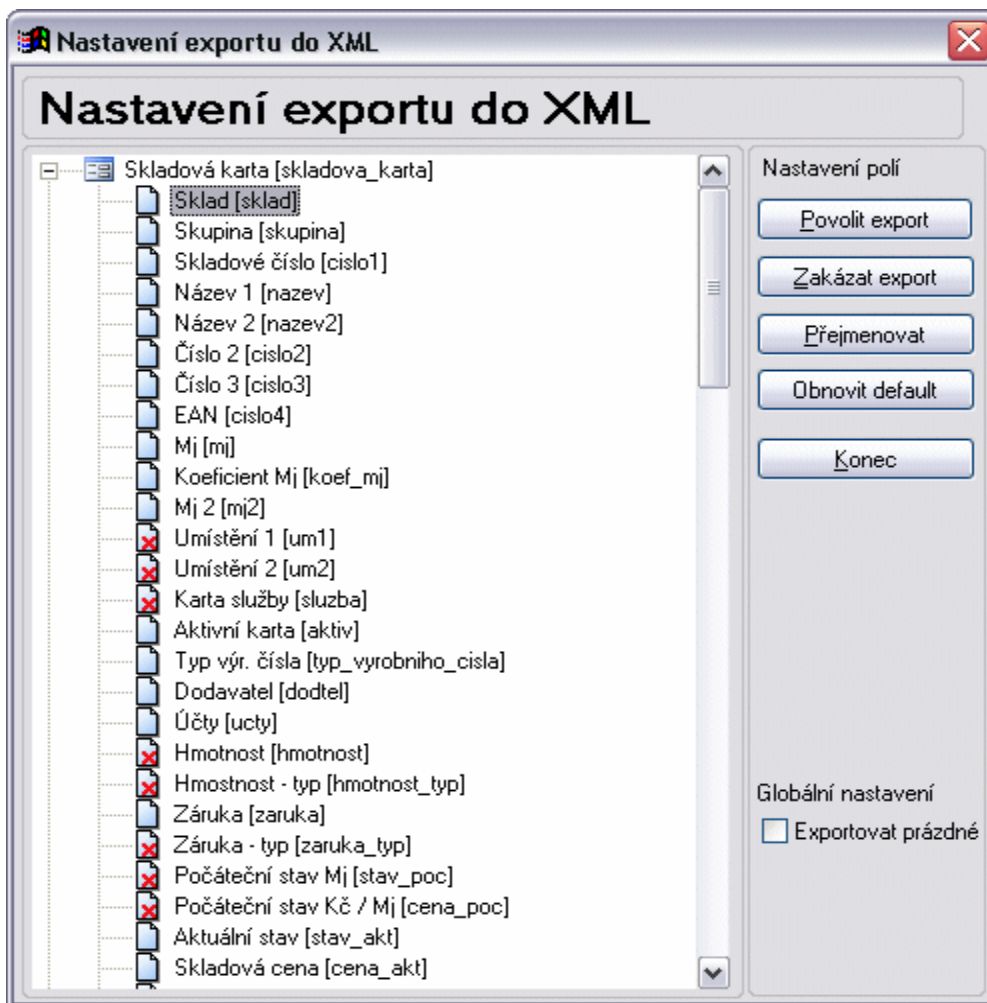 Nastavení exportu do XML
Nastavení exportu do XML
Skladová karta [skladova_karta]
Sklad [sklad]
Skupina [skupina]
Skladové číslo [cislo1]
Název 1 [nazev]
Název 2 [nazev2]
Číslo 2 [cislo2]
Číslo 3 [cislo3]
EAN [cislo4]
Mj [mj]
Koeficient Mj [koef_mj]
Mj 2 [mj2]
Umístění 1 [um1]
Umístění 2 [um2]
Karta služby [sluzba]
Aktivní karta [aktiv]
Typ výr. čísla [typ_vyrobniho_cisla]
Dodavatel [dodtel]
Účty [ucty]
Hmotnost [hmotnost]
Hmostnost - typ [hmotnost_typ]
Záruka [zaruka]
Záruka - typ [zaruka_typ]
Počáteční stav Mj [stav_poc]
Počáteční stav Kč / Mj [cena_poc]
Aktuální stav [stav_akt]
Skladová cena [cena_akt]
Nastavení polí
Povolit export
Zakázat export
Přejmenovat
Obnovit default
Konec
Globální nastavení
Exportovat prázdné